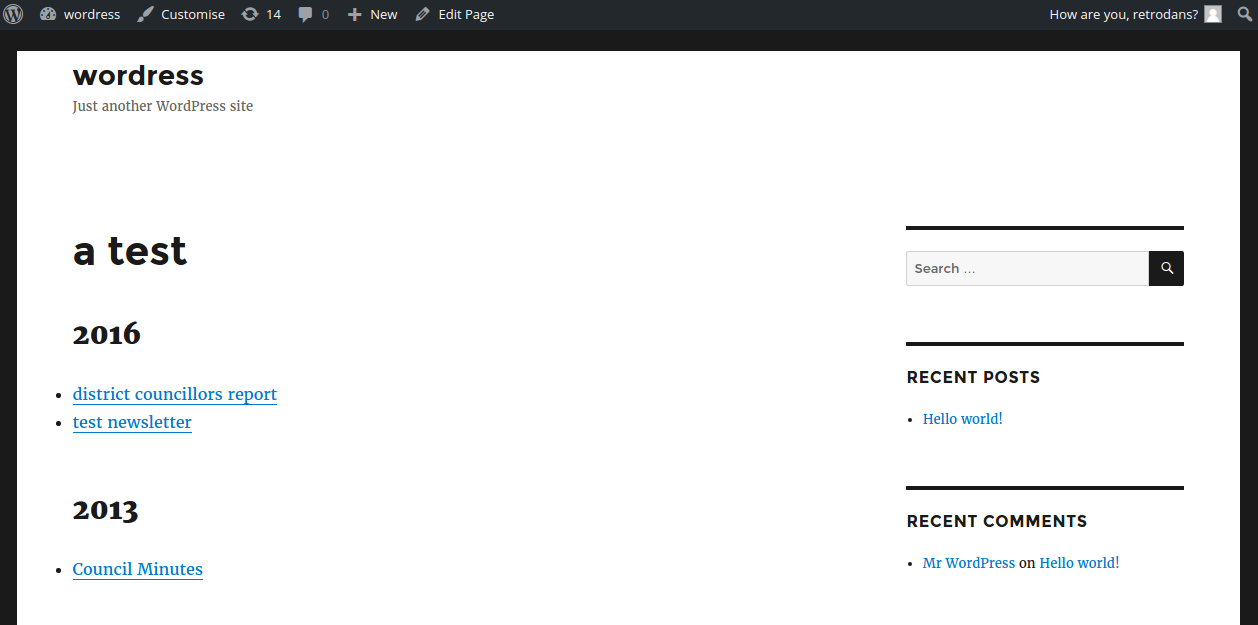 wordress Customise 14 0 New Edit Page How are you, retrodans?
wordress
Just another WordPress site
a test
2016
district councillors report
test newsletter
2013
Council Minutes
Search ...
RECENT POSTS
Hello world!
RECENT COMMENTS
Mr WordPress on Hello world!